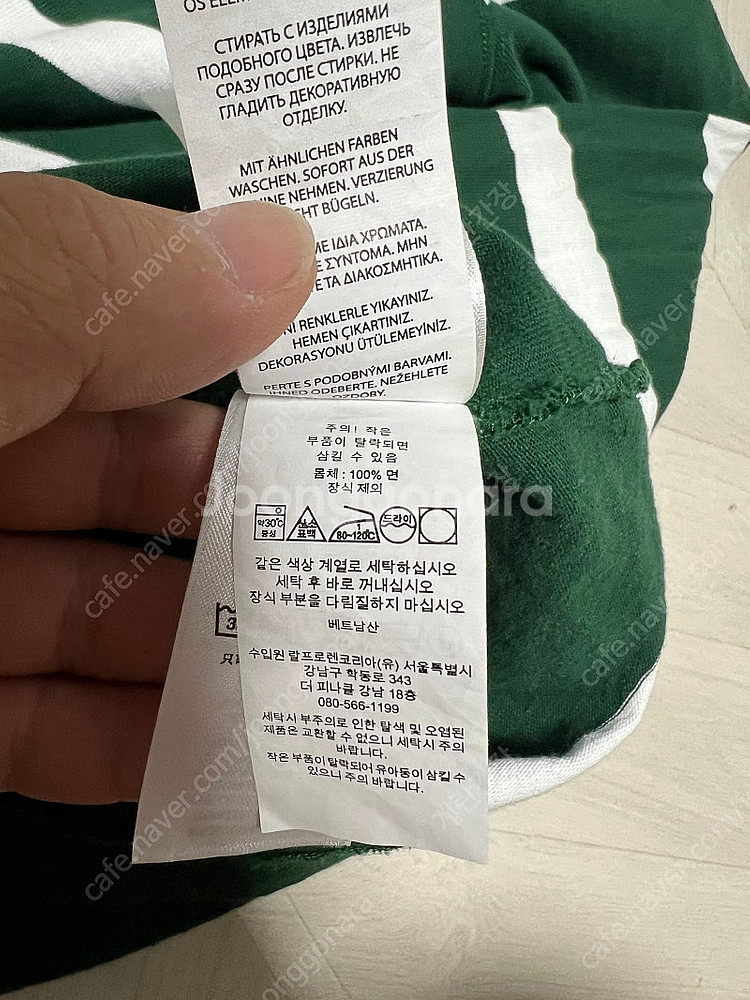 СТИРАТЬ С ИЗДЕЛИЯМИ
ПОДОБНОГО ЦВЕТА. ИЗВЛЕЧЬ
СРАЗУ ПОСЛЕ СТИРКИ. НЕ
ГЛАДИТЬ ДЕКОРАТИВНУЮ
ОТДЕЛКУ.
MIT ÄHNLICHEN FARBEN
WASCHEN. SOFORT AUS DER
NEHMEN. VERZIERUNG
BÜGELN.
ΜΕ ΙΔΙΑ ΧΡΩΜΑΤΑ.
ΣΥΝΤΟΜΑ. ΜΗΝ
ΤΑ ΔΙΑΚΟΣΜΗΤΙΚΑ.
RENKLERLE YIKAYINIZ.
HEMEN ÇIKARTINIZ.
DEKORASYONU ÜTÜLEMEYİNİZ.
PERTE S PODOBNÝMI BARVAMI.
IHNED ODEBERTE. NEŽEHLETE
OZDOBY.
주의! 작은
부품이 탈락되면
삼킬 수 있음
몸체 : 100% 면
장식 제외
약30℃
중성
산소
표백
1
80~120℃
드라이
같은 색상 계열로 세탁하십시오
세탁 후 바로 꺼내십시오
장식 부분을 다림질하지 마십시오
베트남산
수입원 랄프로렌코리아(유) 서울특별시
강남구 학동로 343
더 피나클 강남 18층
080-566-1199
세탁시 부주의로 인한 탈색 및 오염된
제품은 교환할 수 없으니 세탁시 주의
바랍니다.
작은 부품이 탈락되어 유아동이 삼킬 수
있으니 주의 바랍니다.
joonggonara
cafe.naver.com/joonggonara